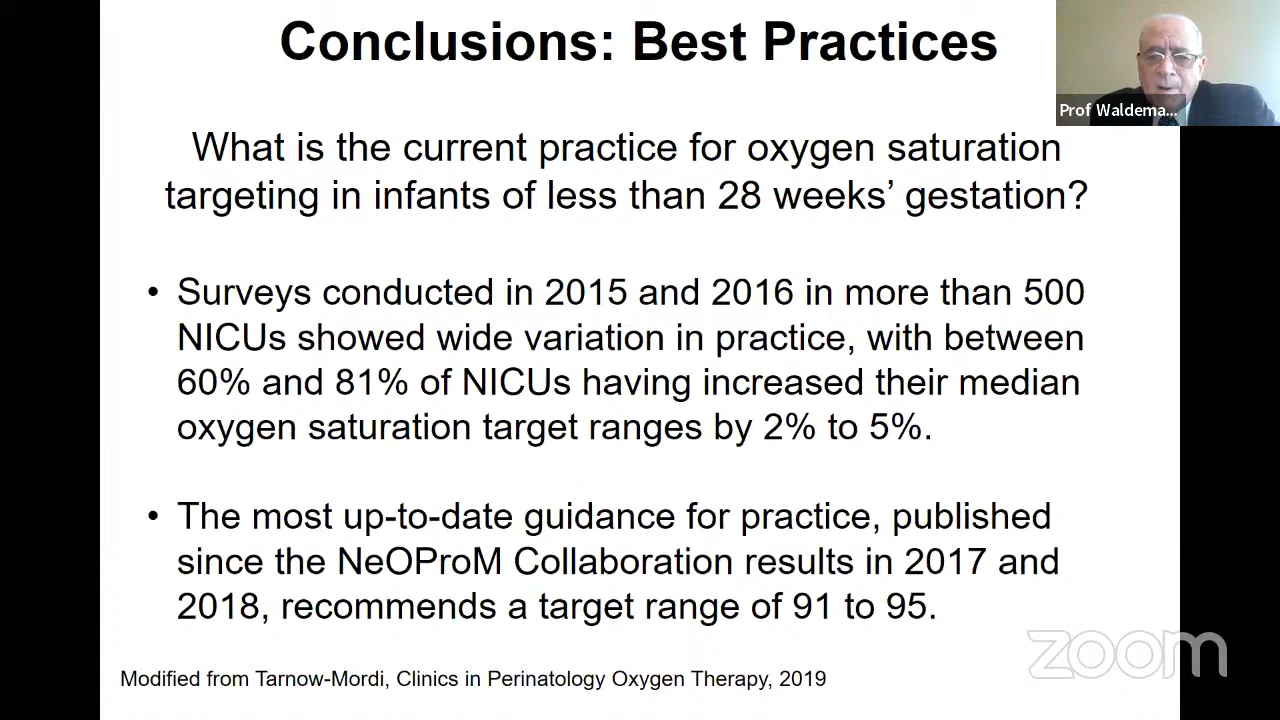 Conclusions: Best Practices
Prof Waldema...
What is the current practice for oxygen saturation
targeting in infants of less than 28 weeks’ gestation?
• Surveys conducted in 2015 and 2016 in more than 500
NICUs showed wide variation in practice, with between
60% and 81% of NICUs having increased their median
oxygen saturation target ranges by 2% to 5%.
• The most up-to-date guidance for practice, published
since the NeOProM Collaboration results in 2017 and
2018, recommends a target range of 91 to 95.
zoom
Modified from Tarnow-Mordi, Clinics in Perinatology Oxygen Therapy, 2019